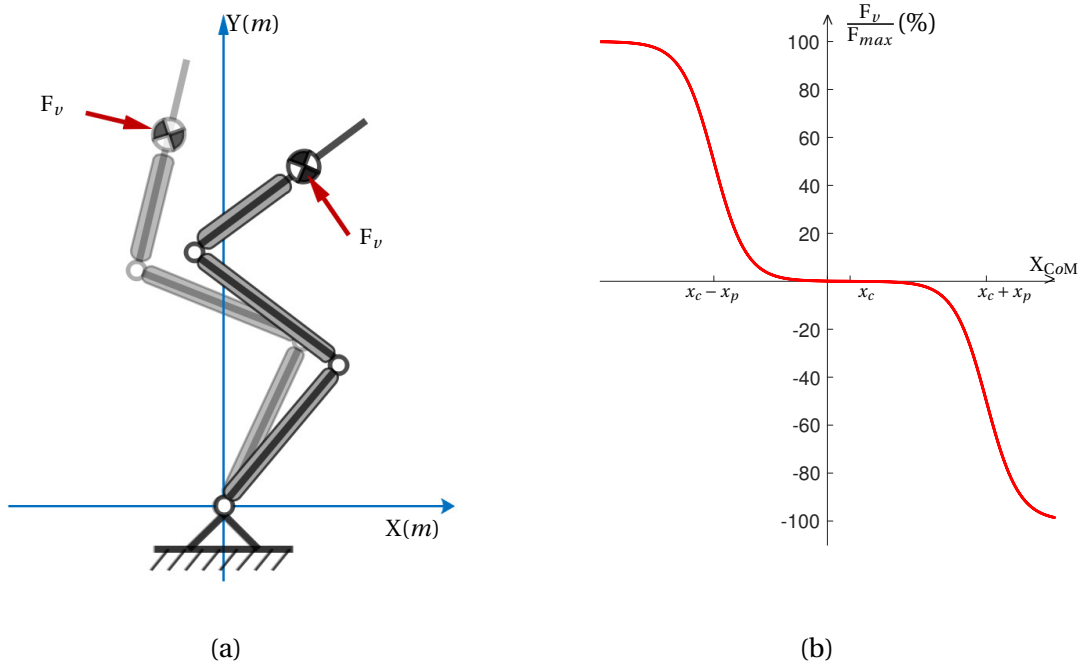 Y(m)
F_v
F_v
X(m)
(a)
F_v/F_max (%)
100
80
60
40
20
X_CoM
x_c − x_p
x_c
x_c + x_p
-20
-40
-60
-80
-100
(b)